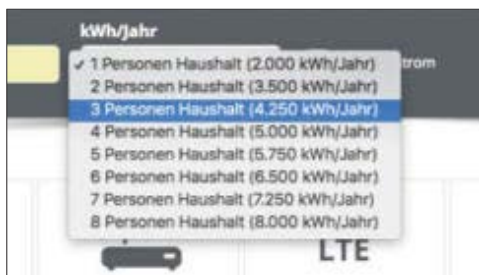 kWh/Jahr
✓ 1 Personen Haushalt (2.000 kWh/Jahr)
trom
2 Personen Haushalt (3.500 kWh/Jahr)
3 Personen Haushalt (4.250 kWh/Jahr)
4 Personen Haushalt (5.000 kWh/Jahr)
5 Personen Haushalt (5.750 kWh/Jahr)
6 Personen Haushalt (6.500 kWh/Jahr)
7 Personen Haushalt (7.250 kWh/Jahr)
8 Personen Haushalt (8.000 kWh/Jahr)
LTE